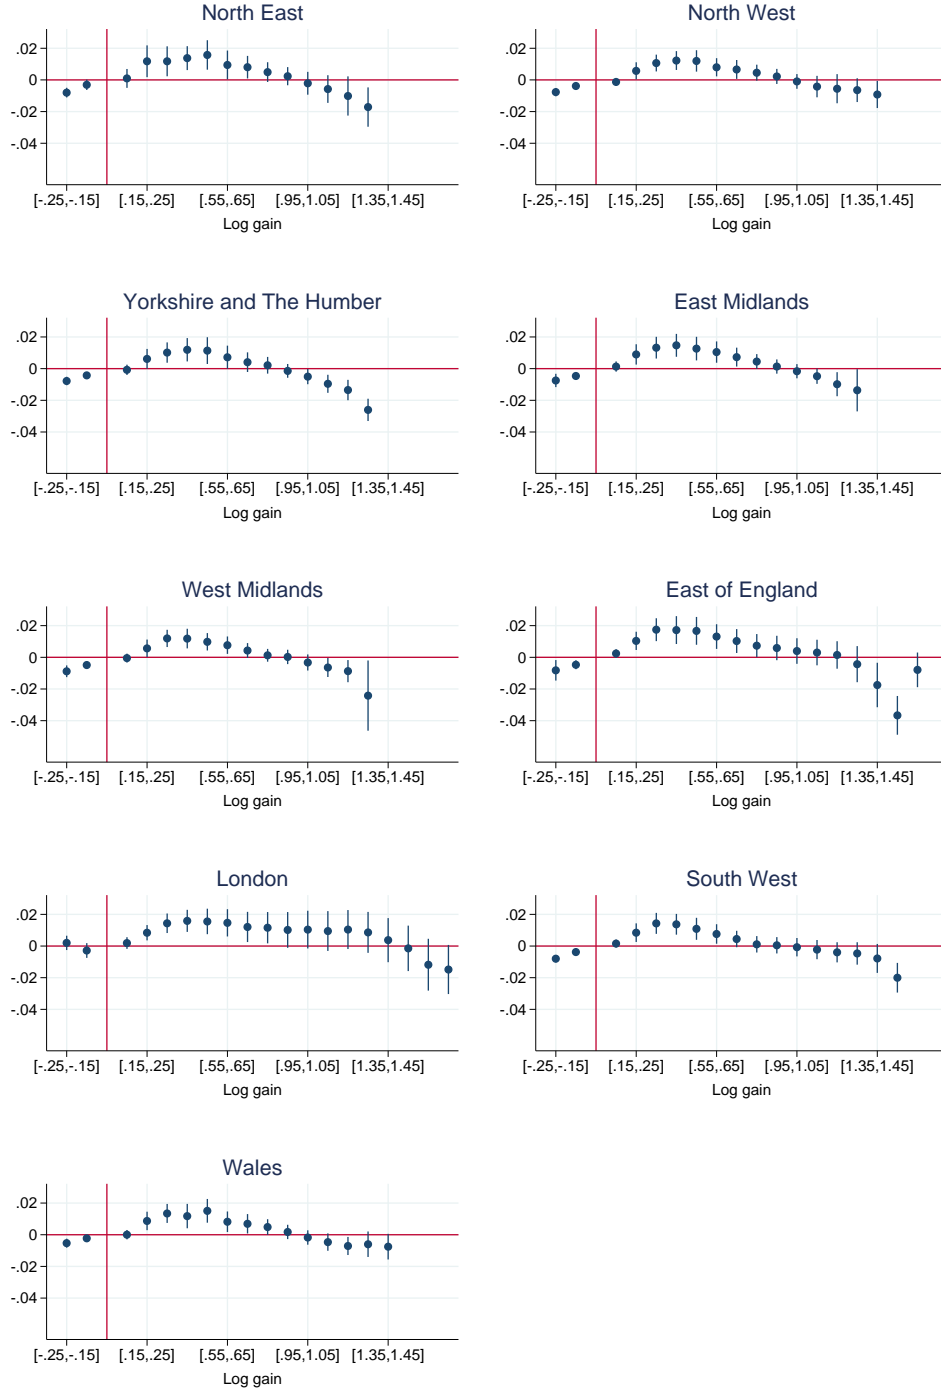 North East
.02
0
-.02
-.04
[-.25,-.15] [.15,.25] [.55,.65] [.95,1.05] [1.35,1.45]
Log gain
North West
.02
0
-.02
-.04
[-.25,-.15] [.15,.25] [.55,.65] [.95,1.05] [1.35,1.45]
Log gain
Yorkshire and The Humber
.02
0
-.02
-.04
[-.25,-.15] [.15,.25] [.55,.65] [.95,1.05] [1.35,1.45]
Log gain
East Midlands
.02
0
-.02
-.04
[-.25,-.15] [.15,.25] [.55,.65] [.95,1.05] [1.35,1.45]
Log gain
West Midlands
.02
0
-.02
-.04
[-.25,-.15] [.15,.25] [.55,.65] [.95,1.05] [1.35,1.45]
Log gain
East of England
.02
0
-.02
-.04
[-.25,-.15] [.15,.25] [.55,.65] [.95,1.05] [1.35,1.45]
Log gain
London
.02
0
-.02
-.04
[-.25,-.15] [.15,.25] [.55,.65] [.95,1.05] [1.35,1.45]
Log gain
South West
.02
0
-.02
-.04
[-.25,-.15] [.15,.25] [.55,.65] [.95,1.05] [1.35,1.45]
Log gain
Wales
.02
0
-.02
-.04
[-.25,-.15] [.15,.25] [.55,.65] [.95,1.05] [1.35,1.45]
Log gain